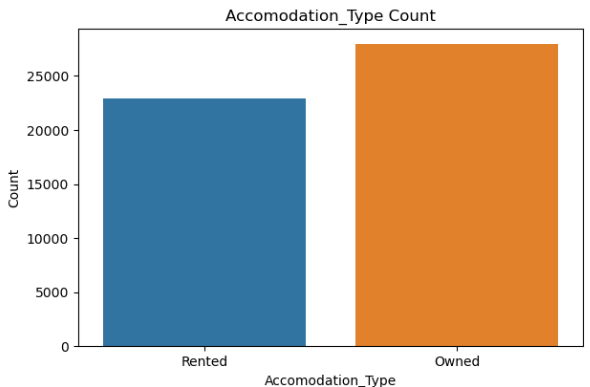 Accomodation_Type Count
Count
25000
20000
15000
10000
5000
0
Rented
Owned
Accomodation_Type